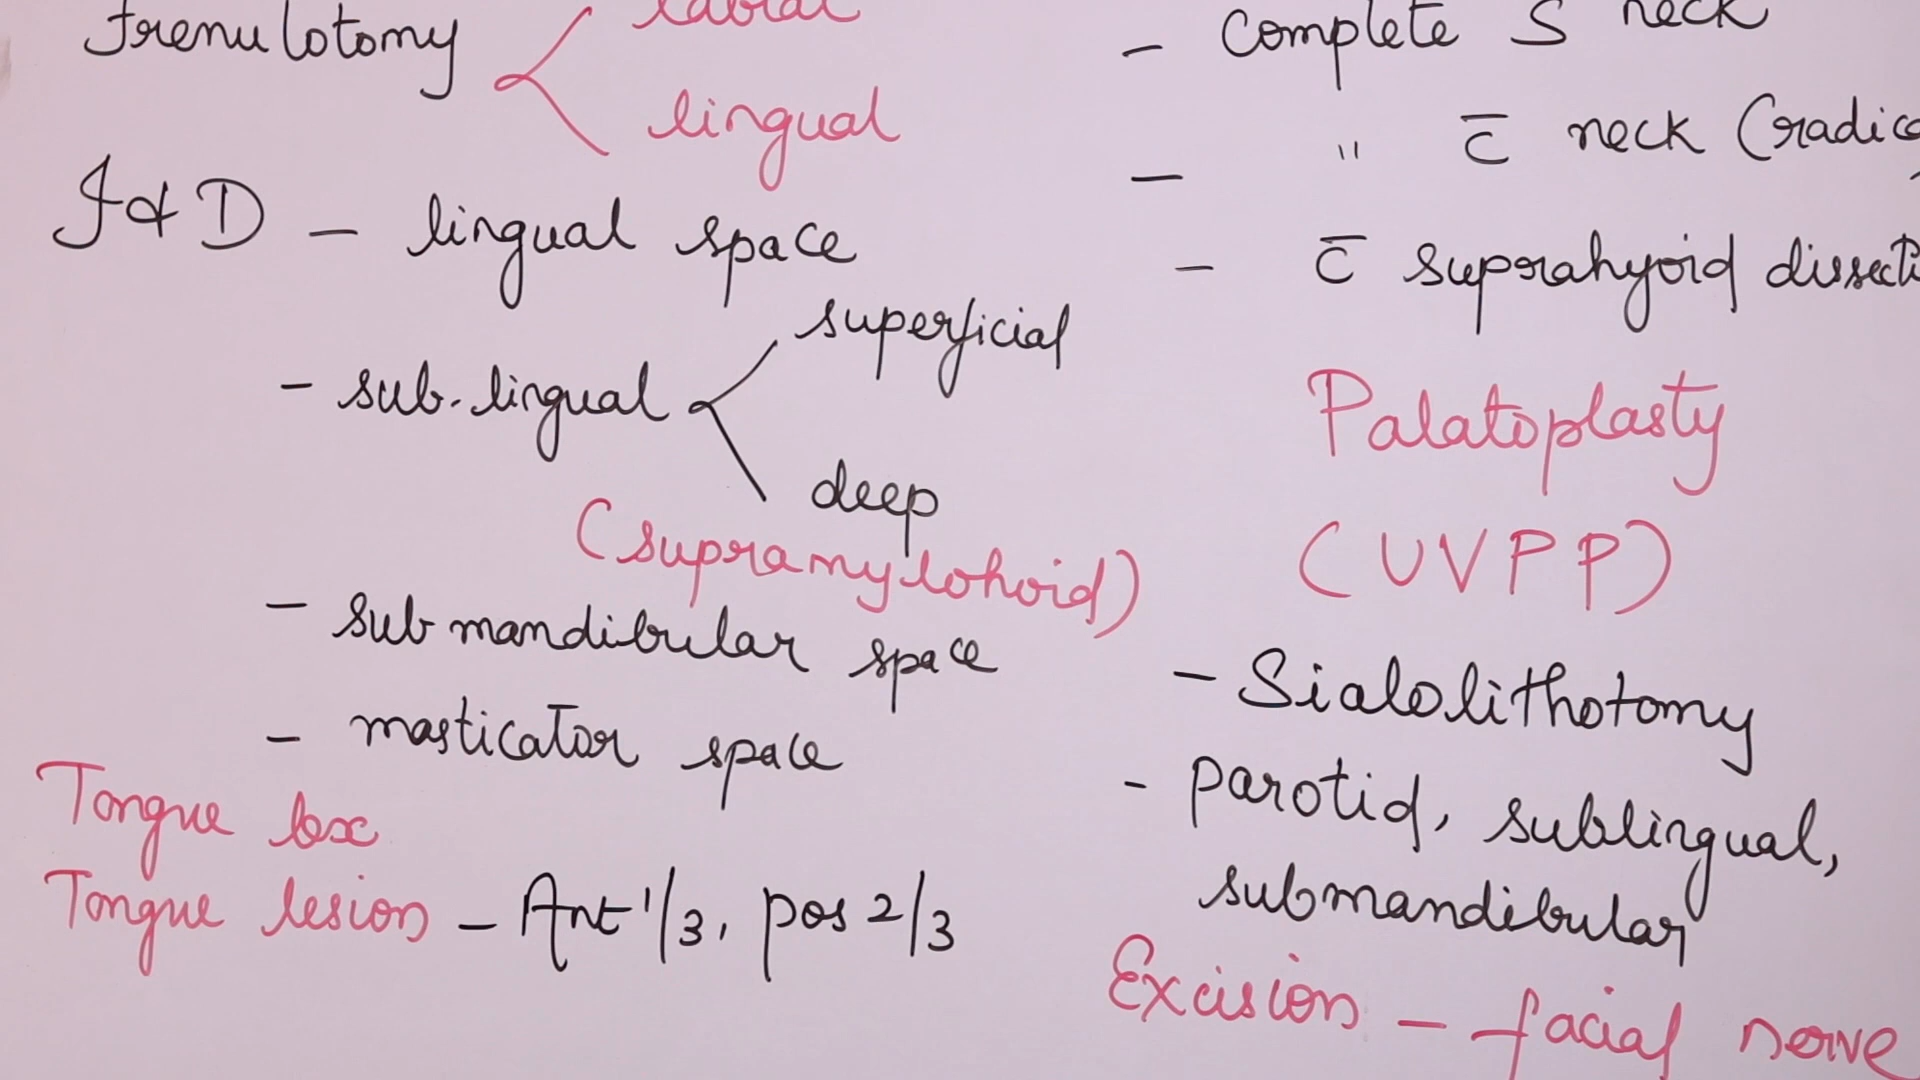 frenulotomy
labial
lingual
I & D - lingual space
- sub-lingual
superficial
deep
(supramylohoid)
- submandibular space
- masticator space
Tongue bx
Tongue lesion - Ant 1/3, pos 2/3
- Complete S neck
- " c̄ neck (radic
- c̄ suprahyoid dissecti
Palatoplasty
(UVPP)
- Sialolithotomy
- parotid, sublingual,
submandibular
Excision - facial nerve